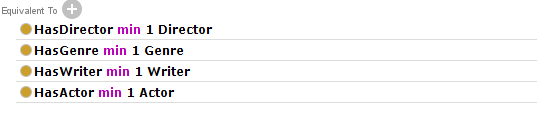 Equivalent To
HasDirector min 1 Director
HasGenre min 1 Genre
HasWriter min 1 Writer
HasActor min 1 Actor